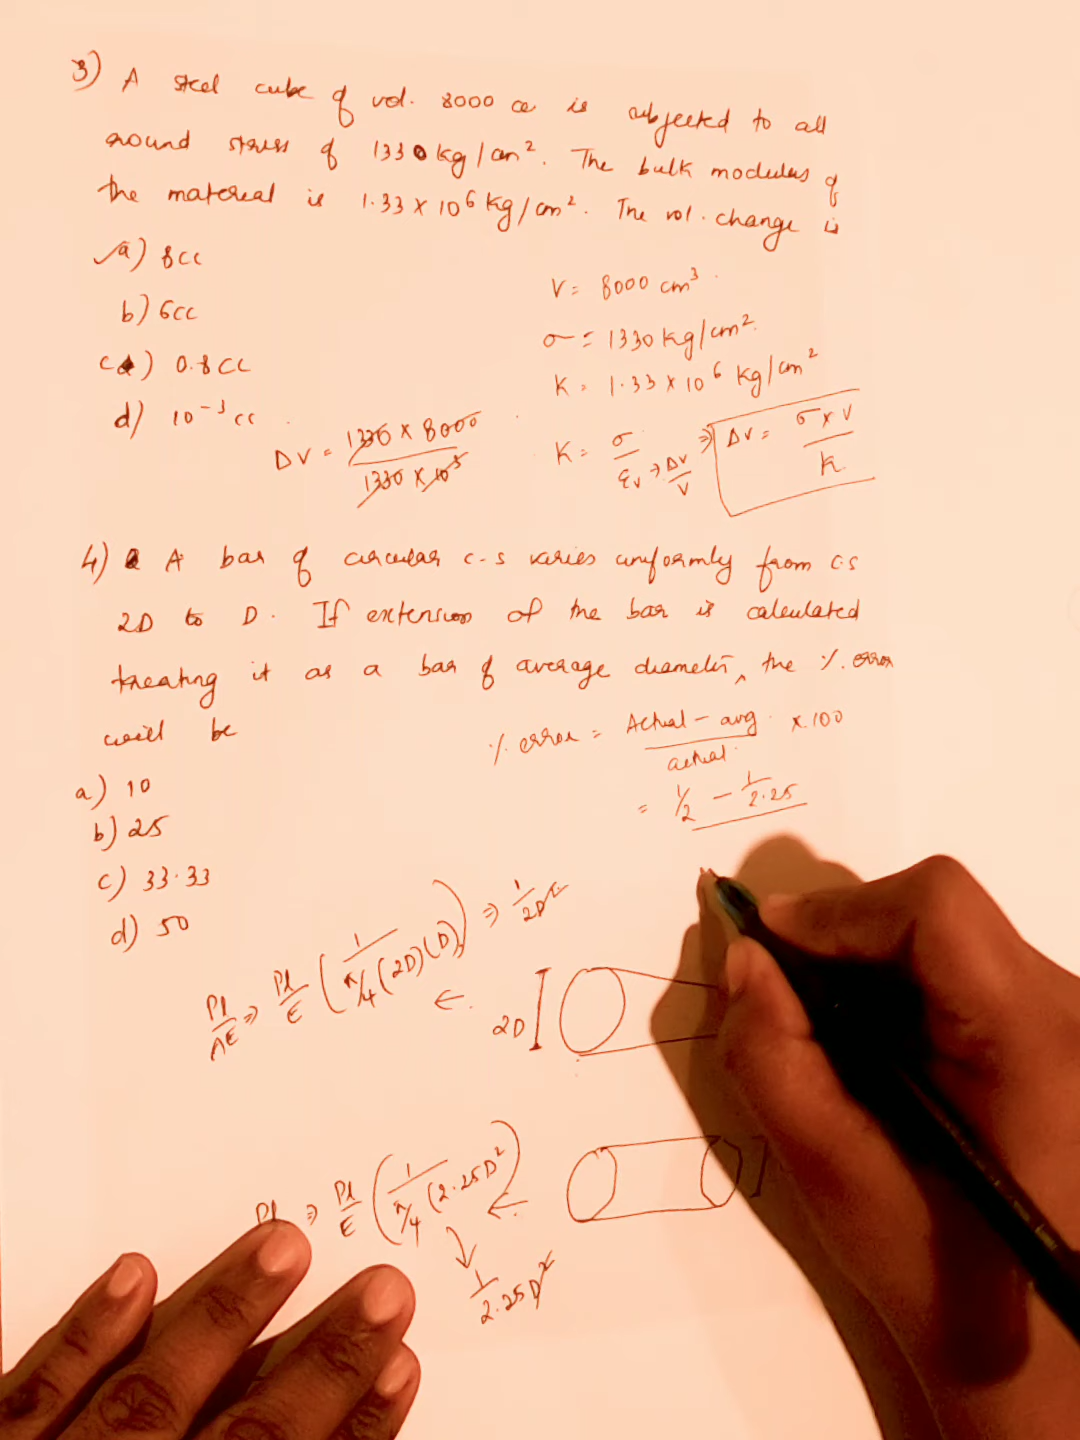 3) A steel cube of vol. 8000 cc is subjected to all
around stress of 1330 kg/cm². The bulk modulus of
the material is 1.33 x 10⁶ kg/cm². The vol. change is
a) 8cc
b) 6cc
c) 0.8 cc
d) 10⁻³ cc
V = 8000 cm³
σ = 1330 kg/cm²
K = 1.33 x 10⁶ kg/cm²
K = σ/εv → ΔV/V ⇒ ΔV = σ x V / K
ΔV = 1330 x 8000 / 1330 x 10³
4) A bar of circular c-s varies uniformly from c.s
2D to D. If extension of the bar is calculated
treating it as a bar of average diameter, the % error
will be
a) 10
b) 25
c) 33.33
d) 50
% error = Actual - avg / actual x 100
= 1/2 - 1/2.25
Pl/AE ⇒ Pl/E (1/π/4 (2D)(D)) ⇒ 1/2D²
2D
Pl ⇒ Pl/E (1/π/4 (2.25D²))
1/2.25D²